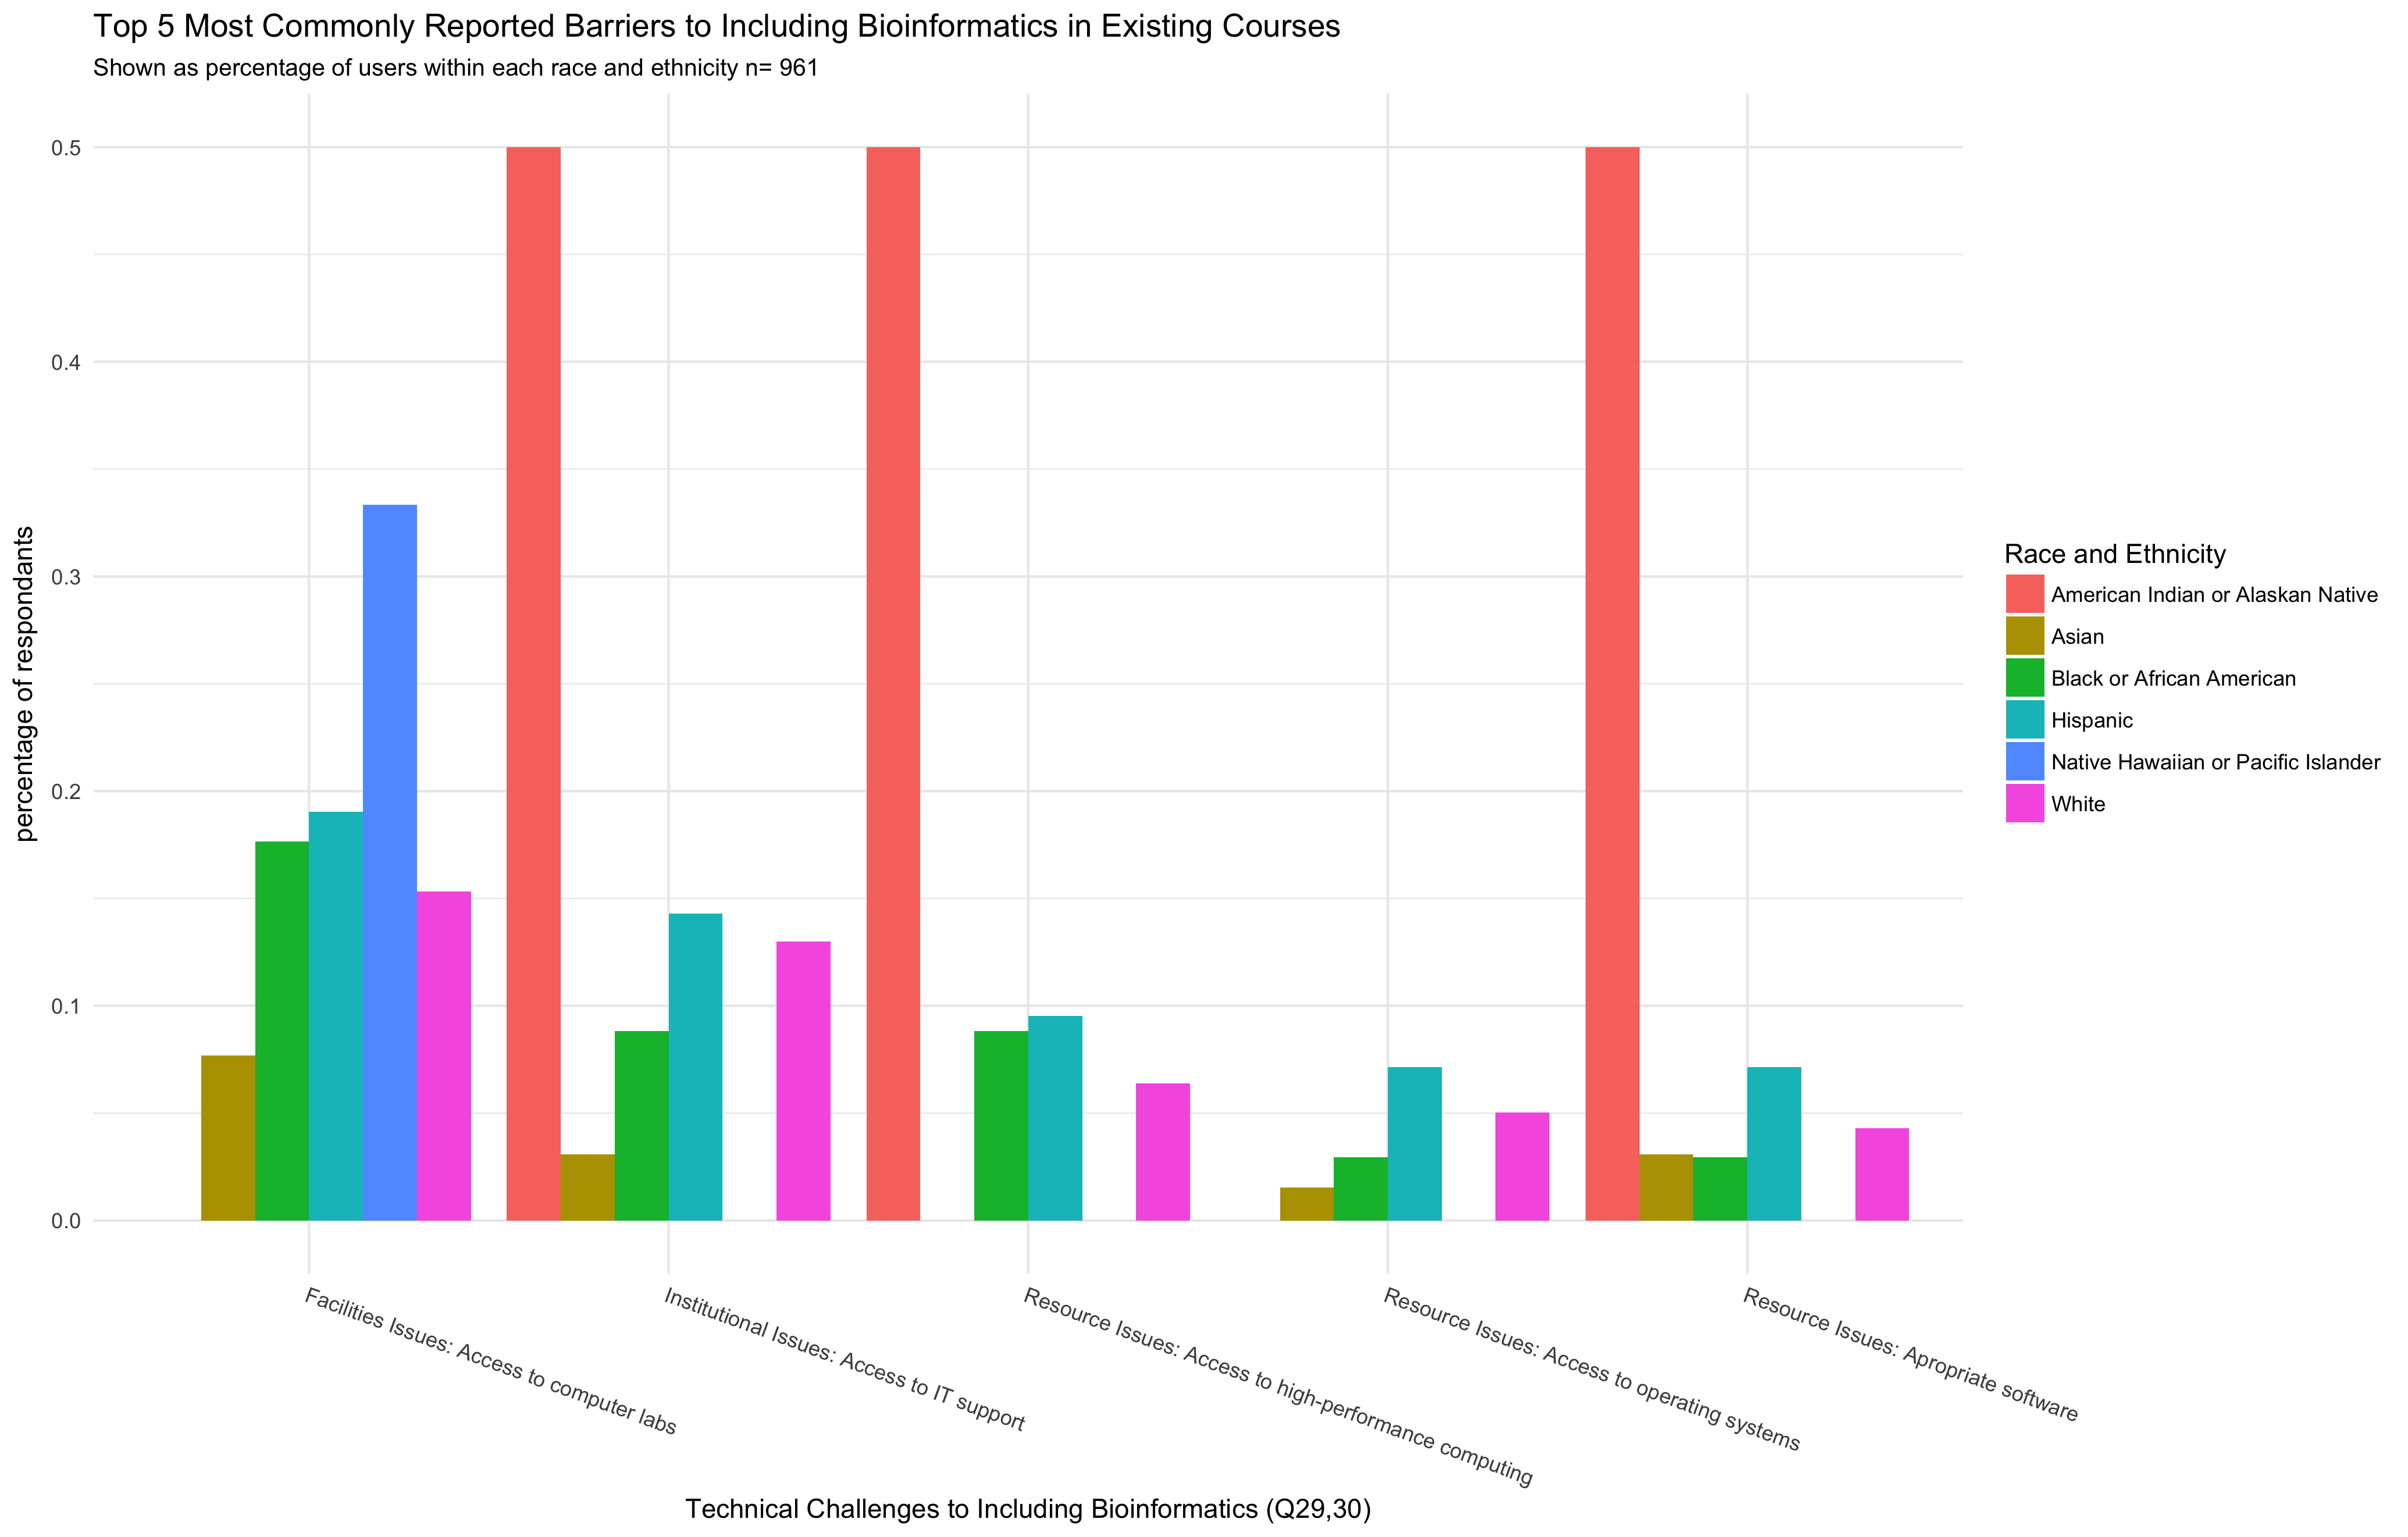 Top 5 Most Commonly Reported Barriers to Including Bioinformatics in Existing Courses
Shown as percentage of users within each race and ethnicity n= 961
percentage of respondants
0.5
0.4
0.3
0.2
0.1
0.0
Facilities Issues: Access to computer labs
Institutional Issues: Access to IT support
Resource Issues: Access to high-performance computing
Resource Issues: Access to operating systems
Resource Issues: Apropriate software
Technical Challenges to Including Bioinformatics (Q29,30)
Race and Ethnicity
American Indian or Alaskan Native
Asian
Black or African American
Hispanic
Native Hawaiian or Pacific Islander
White